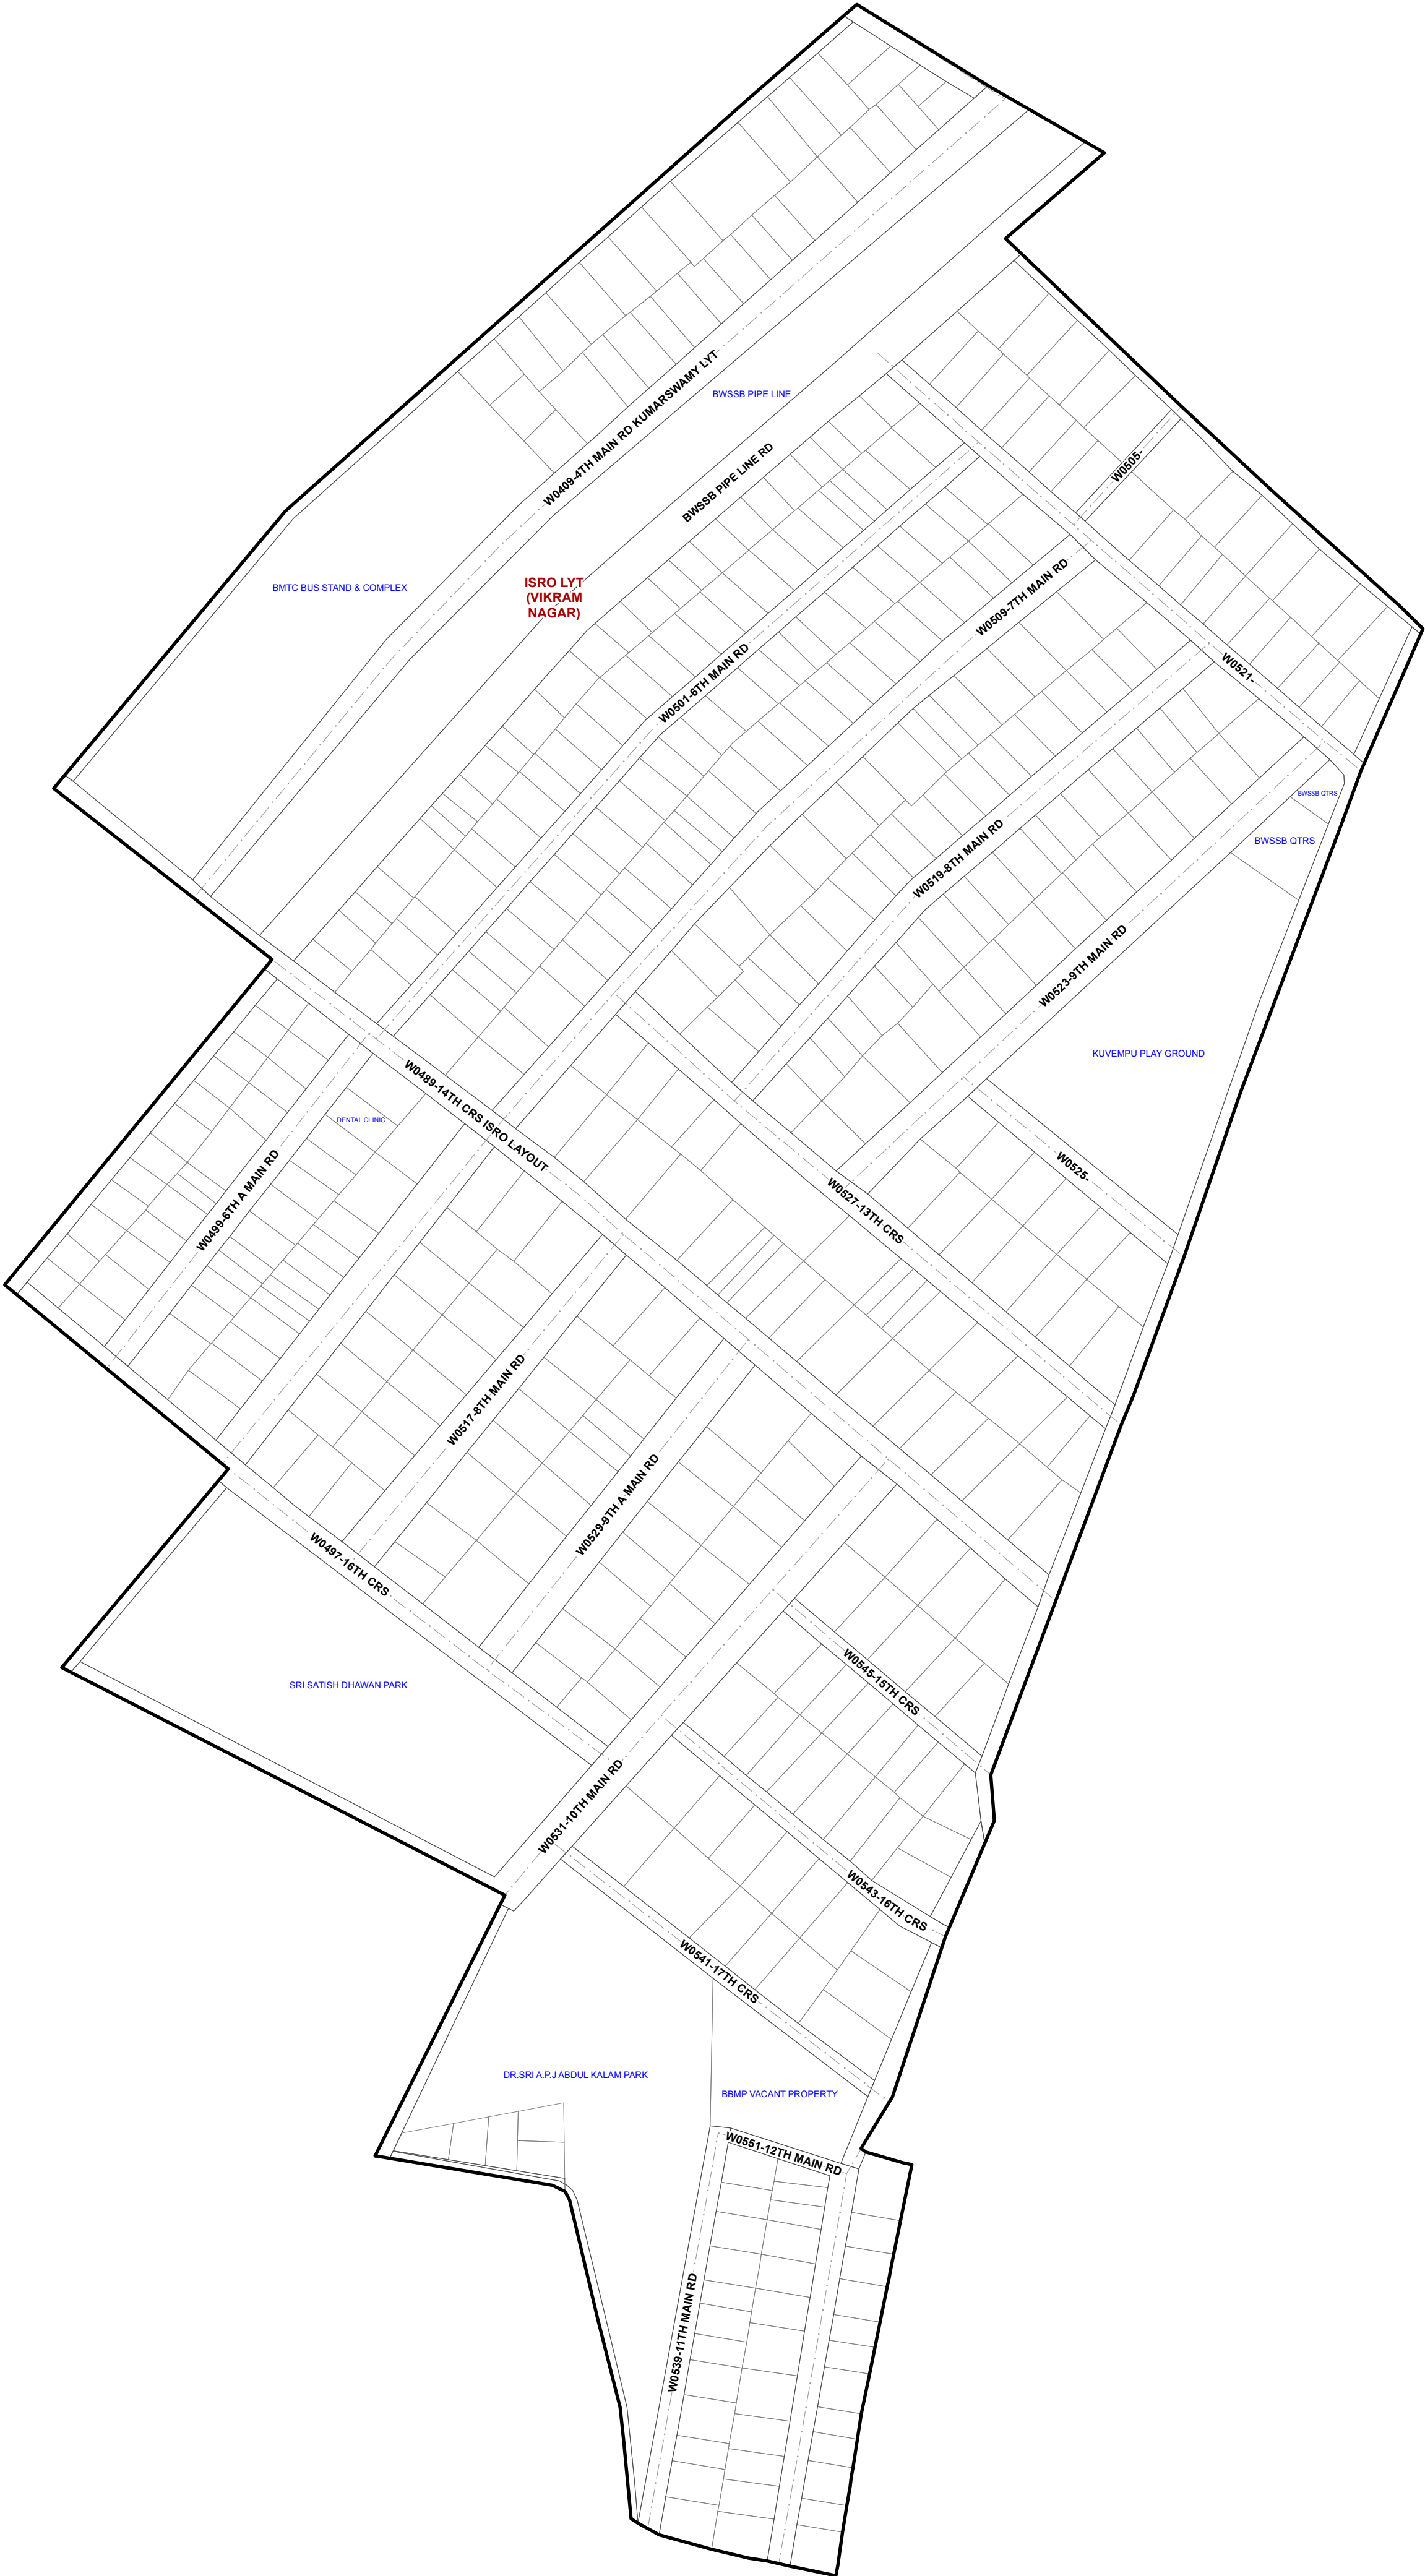 W0409-4TH MAIN RD KUMARSWAMY LYT
BWSSB PIPE LINE
BWSSB PIPE LINE RD
W0505-
BMTC BUS STAND & COMPLEX
ISRO LYT
(VIKRAM
NAGAR)
W0509-7TH MAIN RD
W0501-6TH MAIN RD
W0521-
BWSSB QTRS
BWSSB QTRS
W0519-8TH MAIN RD
W0523-9TH MAIN RD
KUVEMPU PLAY GROUND
W0489-14TH CRS ISRO LAYOUT
DENTAL CLINIC
W0499-6TH A MAIN RD
W0525-
W0527-13TH CRS
W0517-8TH MAIN RD
W0529-9TH A MAIN RD
W0497-16TH CRS
SRI SATISH DHAWAN PARK
W0545-15TH CRS
W0531-10TH MAIN RD
W0543-16TH CRS
W0541-17TH CRS
DR.SRI A.P.J ABDUL KALAM PARK
BBMP VACANT PROPERTY
W0551-12TH MAIN RD
W0539-11TH MAIN RD